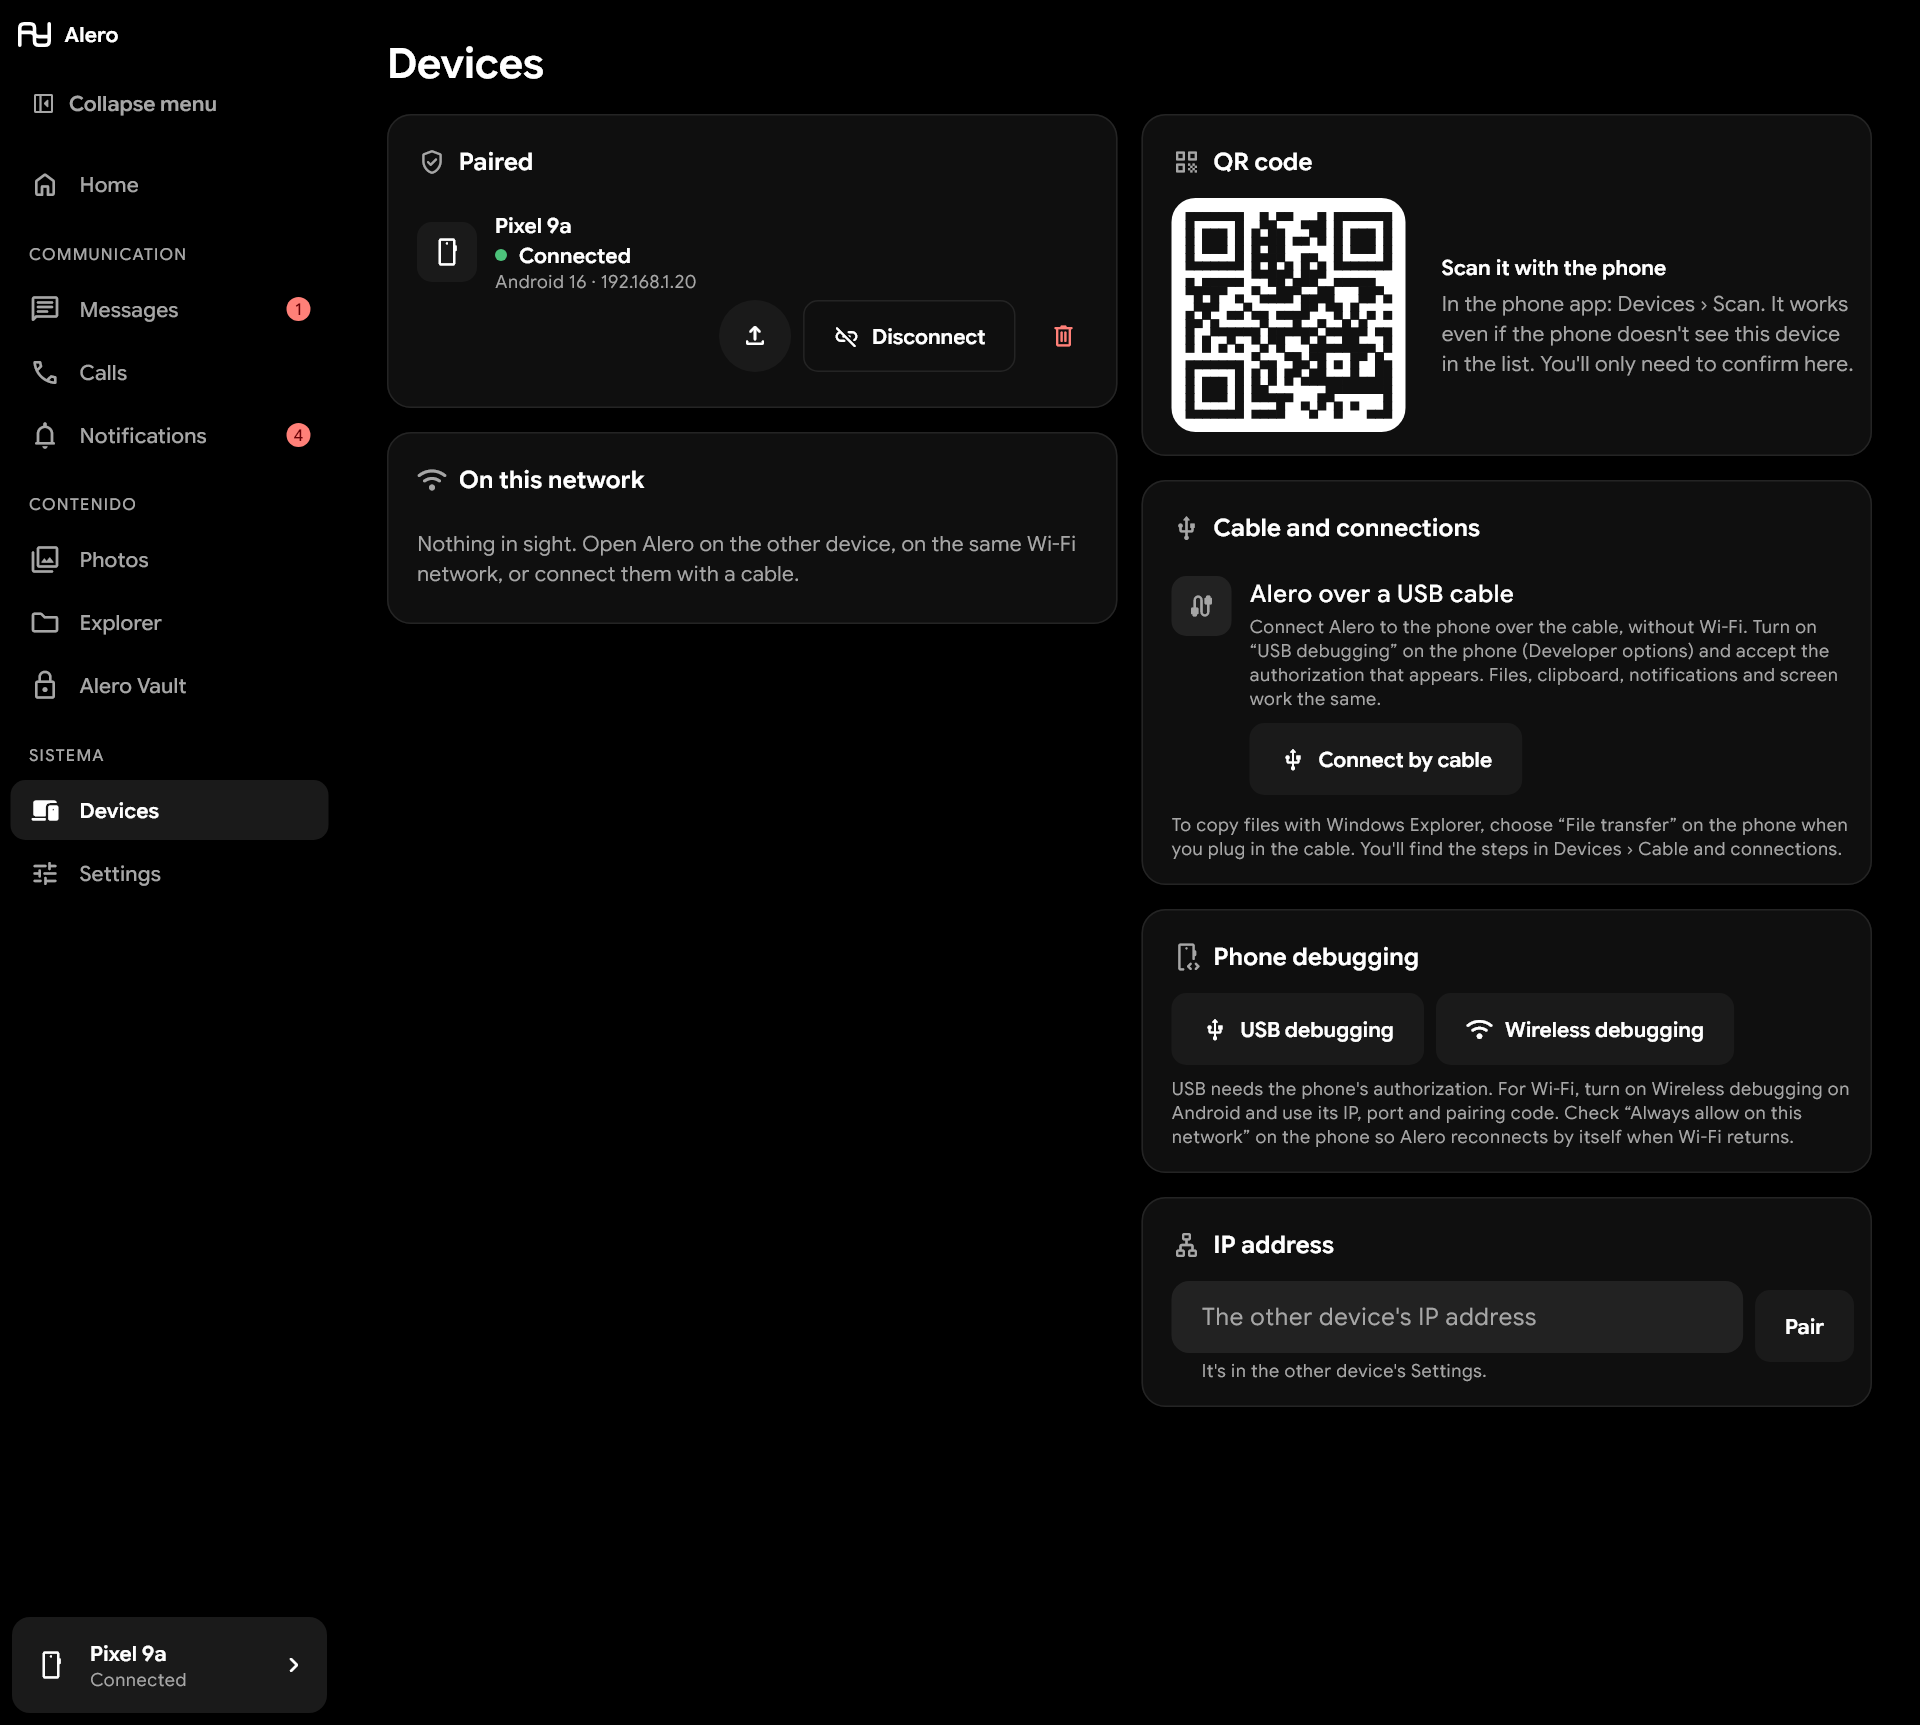 Alero
Collapse menu
Home
COMMUNICATION
Messages 1
Calls
Notifications 4
CONTENIDO
Photos
Explorer
Alero Vault
SISTEMA
Devices
Settings
Pixel 9a
Connected
Devices
Paired
Pixel 9a
Connected
Android 16 · 192.168.1.20
Disconnect
On this network
Nothing in sight. Open Alero on the other device, on the same Wi-Fi
network, or connect them with a cable.
QR code
Scan it with the phone
In the phone app: Devices › Scan. It works
even if the phone doesn't see this device
in the list. You'll only need to confirm here.
Cable and connections
Alero over a USB cable
Connect Alero to the phone over the cable, without Wi-Fi. Turn on
“USB debugging” on the phone (Developer options) and accept the
authorization that appears. Files, clipboard, notifications and screen
work the same.
Connect by cable
To copy files with Windows Explorer, choose “File transfer” on the phone when
you plug in the cable. You'll find the steps in Devices › Cable and connections.
Phone debugging
USB debugging
Wireless debugging
USB needs the phone's authorization. For Wi-Fi, turn on Wireless debugging on
Android and use its IP, port and pairing code. Check “Always allow on this
network” on the phone so Alero reconnects by itself when Wi-Fi returns.
IP address
The other device's IP address
Pair
It's in the other device's Settings.